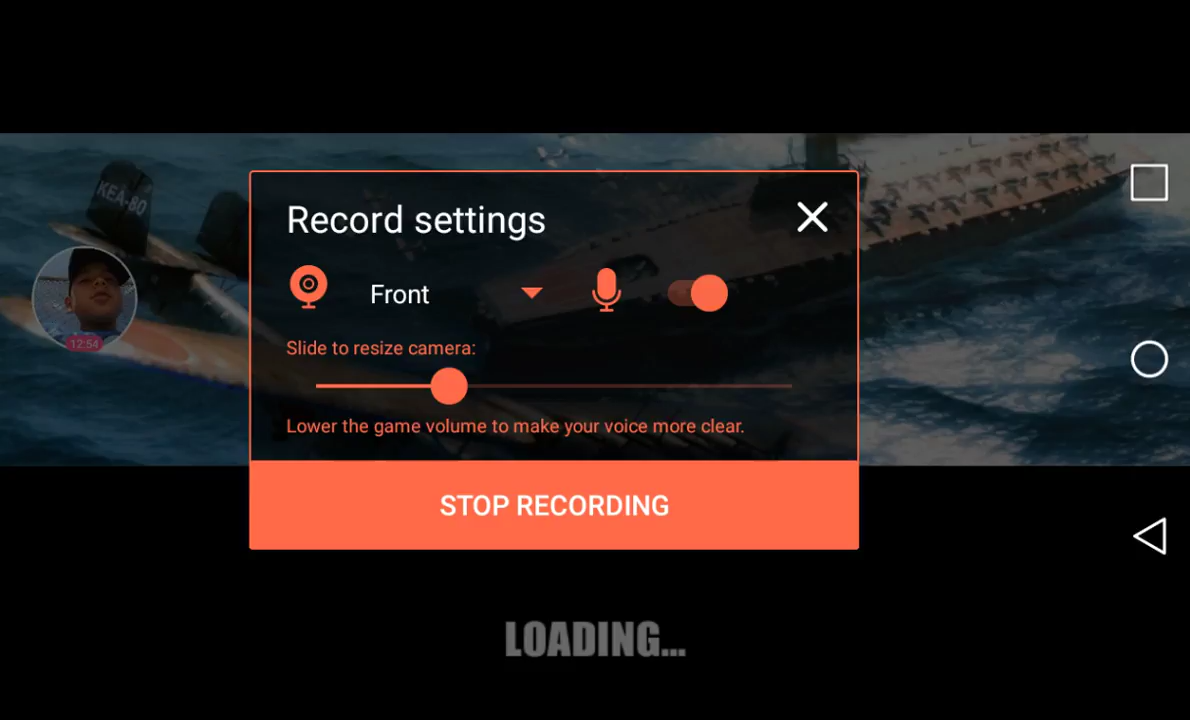 KEA-80
Record settings
Front
12:54
Slide to resize camera:
Lower the game volume to make your voice more clear.
STOP RECORDING
LOADING...